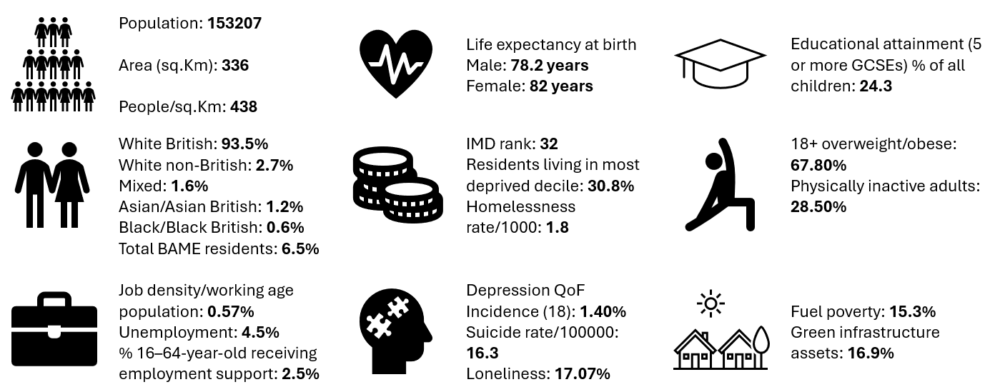 Population: 153207
Area (sq.Km): 336
People/sq.Km: 438
Life expectancy at birth
Male: 78.2 years
Female: 82 years
Educational attainment (5
or more GCSEs) % of all
children: 24.3
White British: 93.5%
White non-British: 2.7%
Mixed: 1.6%
Asian/Asian British: 1.2%
Black/Black British: 0.6%
Total BAME residents: 6.5%
IMD rank: 32
Residents living in most
deprived decile: 30.8%
Homelessness
rate/1000: 1.8
18+ overweight/obese:
67.80%
Physically inactive adults:
28.50%
Job density/working age
population: 0.57%
Unemployment: 4.5%
% 16–64-year-old receiving
employment support: 2.5%
Depression QoF
Incidence (18): 1.40%
Suicide rate/100000:
16.3
Loneliness: 17.07%
Fuel poverty: 15.3%
Green infrastructure
assets: 16.9%